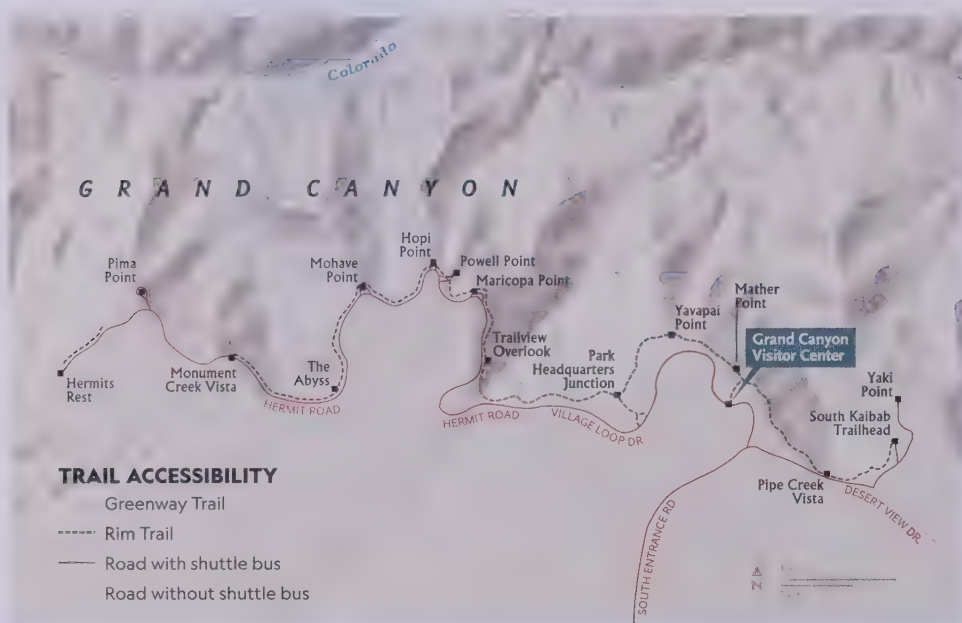 Colorado
GRAND CANYON
Hopi
Point
Powell Point
Pima
Point
Mohave
Point
Maricopa Point
Mather
Point
Yavapai
Point
Trailview
Overlook
Grand Canyon
Visitor Center
Park
Headquarters
Junction
The
Abyss
Monument
Creek Vista
Hermits
Rest
Yaki
Point
South Kaibab
Trailhead
HERMIT ROAD
HERMIT ROAD
VILLAGE LOOP DR
Pipe Creek
Vista
DESERT VIEW DR.
SOUTH ENTRANCE RD
TRAIL ACCESSIBILITY
Greenway Trail
Rim Trail
Road with shuttle bus
Road without shuttle bus
N